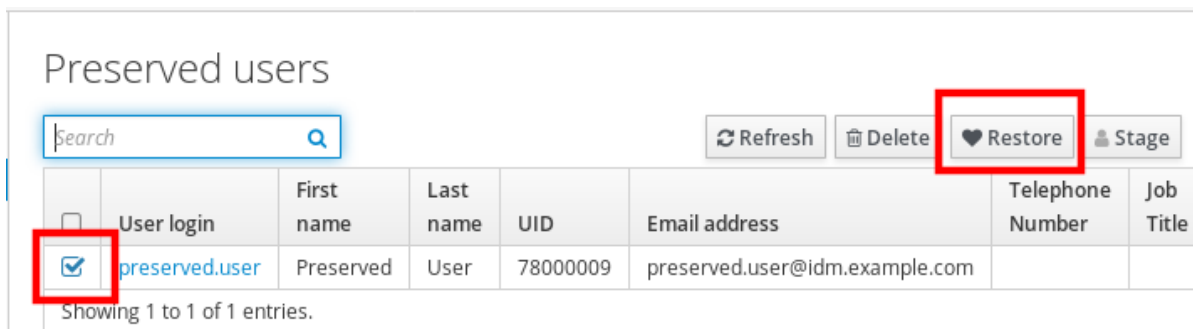 Preserved users
Search Refresh Delete Restore Stage
First Last Telephone Job
User login name name UID Email address Number Title
preserved.user Preserved User 78000009 preserved.user@idm.example.com
Showing 1 to 1 of 1 entries.